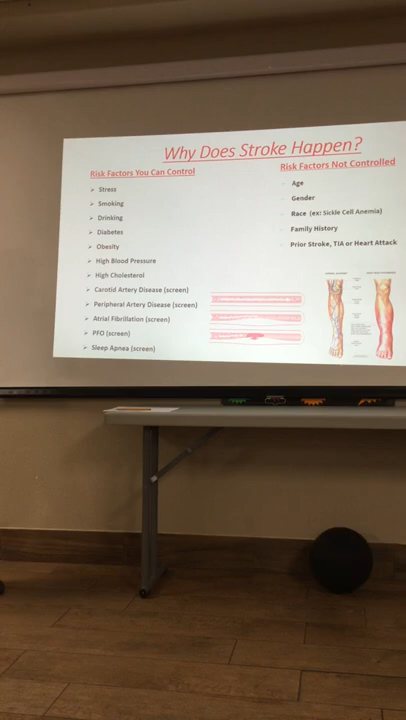 Why Does Stroke Happen?
Risk Factors You Can Control
Stress
Smoking
Drinking
Diabetes
Obesity
High Blood Pressure
High Cholesterol
Carotid Artery Disease (screen)
Peripheral Artery Disease (screen)
Atrial Fibrillation (screen)
PFO (screen)
Sleep Apnea (screen)
Risk Factors Not Controlled
Age
Gender
Race (ex: Sickle Cell Anemia)
Family History
Prior Stroke, TIA or Heart Attack